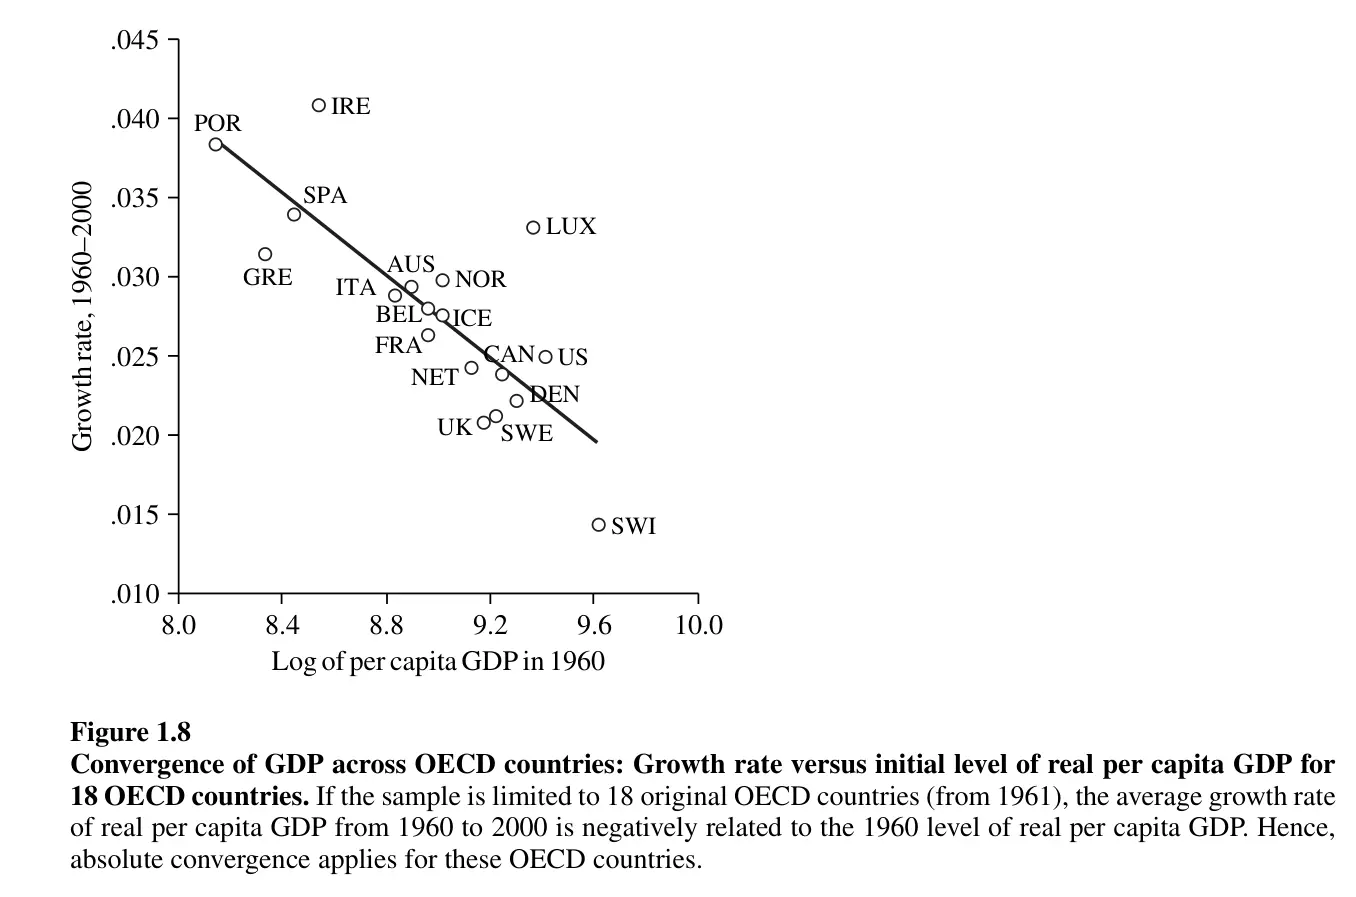 .045
IRE
.040
POR
.035
SPA
LUX
Growth rate, 1960–2000
.030
GRE
AUS
NOR
ITA
BEL
ICE
FRA
.025
CAN
US
NET
DEN
.020
UK
SWE
.015
SWI
.010
8.0 8.4 8.8 9.2 9.6 10.0
Log of per capita GDP in 1960
Figure 1.8
Convergence of GDP across OECD countries: Growth rate versus initial level of real per capita GDP for
18 OECD countries. If the sample is limited to 18 original OECD countries (from 1961), the average growth rate
of real per capita GDP from 1960 to 2000 is negatively related to the 1960 level of real per capita GDP. Hence,
absolute convergence applies for these OECD countries.